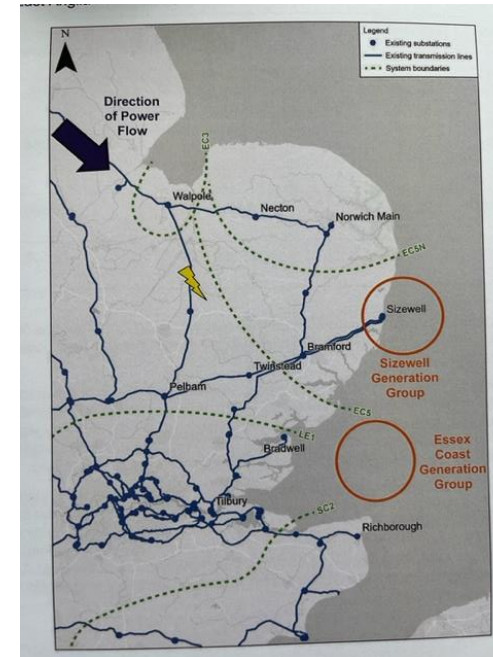 N
Legend
Existing substations
Existing transmission lines
System boundaries
Direction
of Power
Flow
EC3
Walpole
Necton
Norwich Main
EC5N
Sizewell
Bramford
Sizewell
Generation
Group
Twinstead
Pelham
EC5
LE1
Bradwell
Essex
Coast
Generation
Group
Tilbury
SC2
Richborough